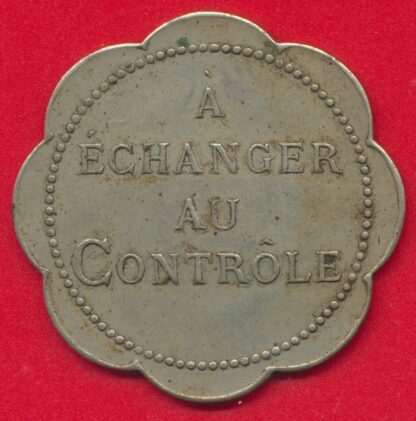 À
ÉCHANGER
AU
CONTRÔLE